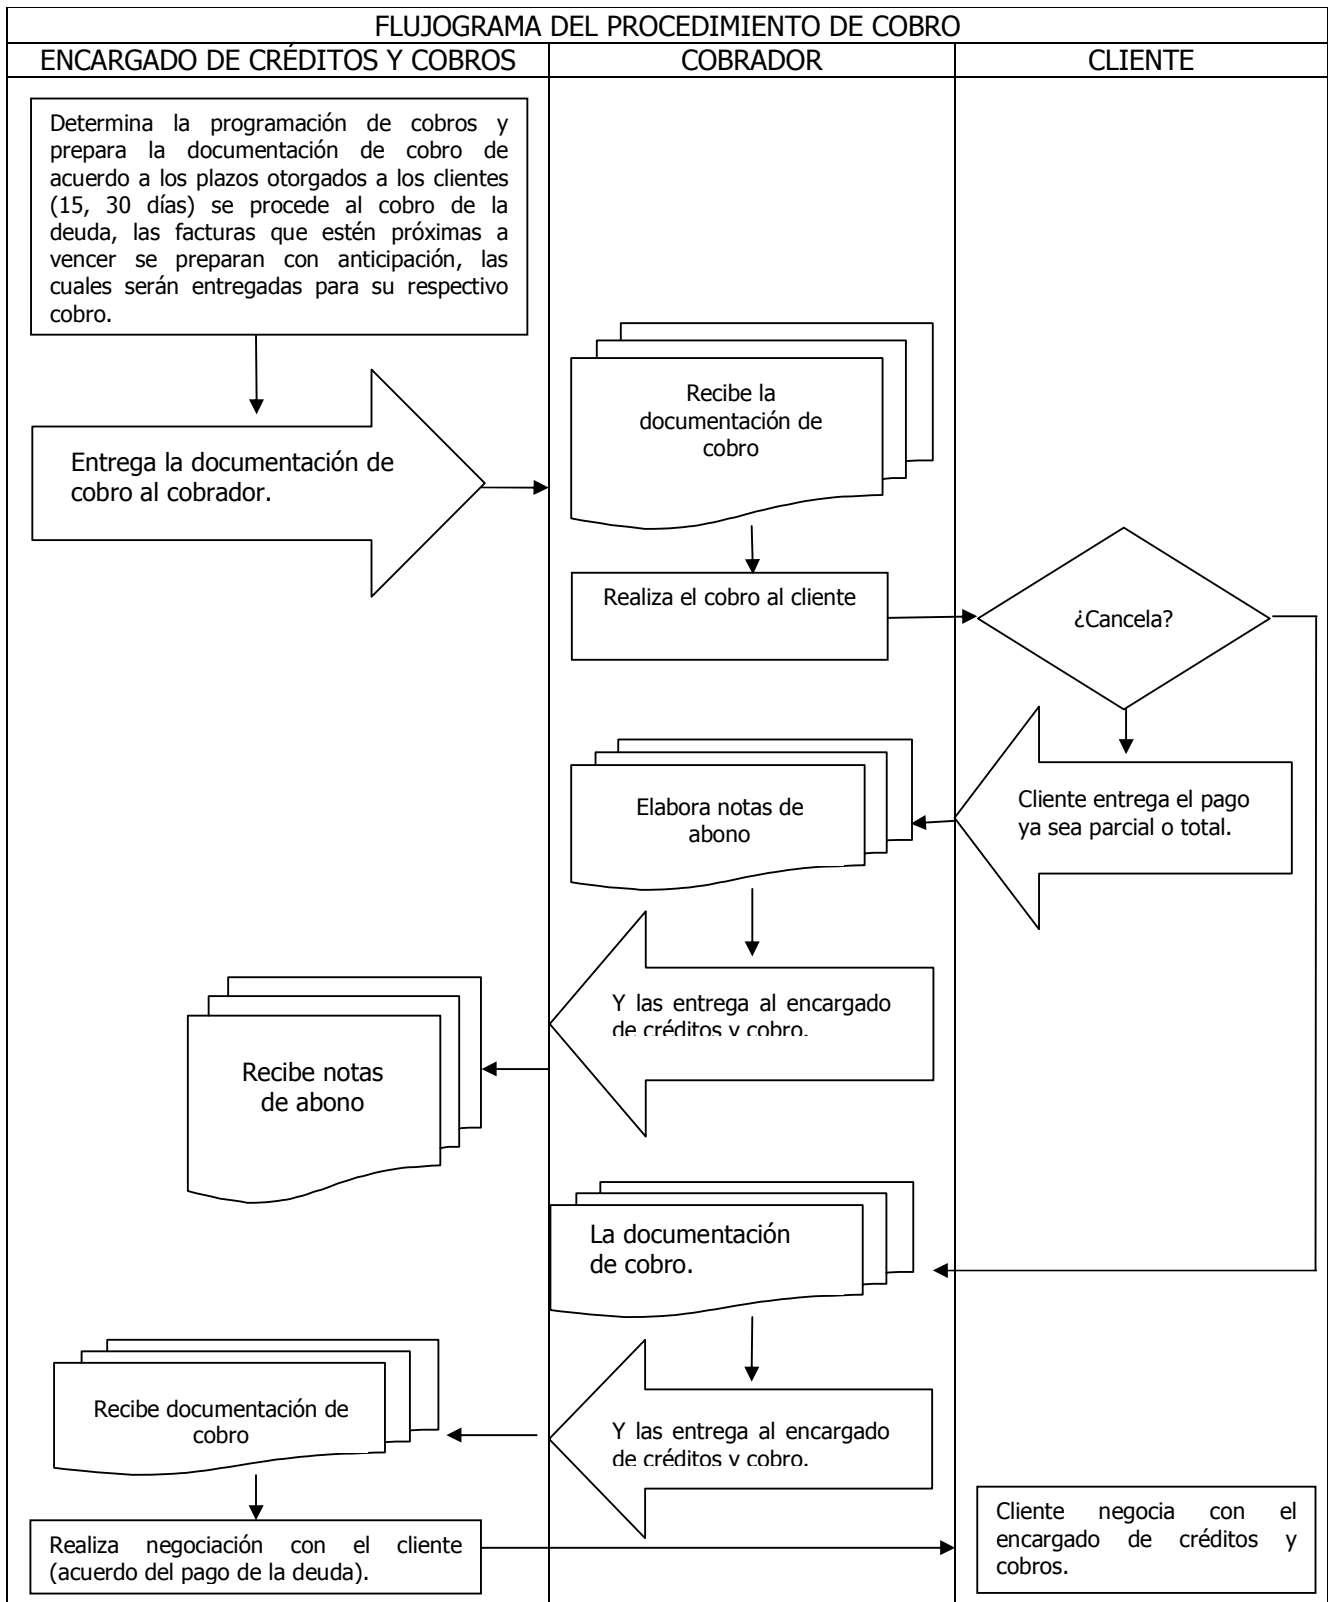 FLUJOGRAMA DEL PROCEDIMIENTO DE COBRO
ENCARGADO DE CRÉDITOS Y COBROS
COBRADOR
CLIENTE
Determina la programación de cobros y
prepara la documentación de cobro de
acuerdo a los plazos otorgados a los clientes
(15, 30 días) se procede al cobro de la
deuda, las facturas que estén próximas a
vencer se preparan con anticipación, las
cuales serán entregadas para su respectivo
cobro.
Entrega la documentación de
cobro al cobrador.
Recibe la
documentación de
cobro
Realiza el cobro al cliente
¿Cancela?
Cliente entrega el pago
ya sea parcial o total.
Elabora notas de
abono
Y las entrega al encargado
de créditos y cobro.
Recibe notas
de abono
La documentación
de cobro.
Y las entrega al encargado
de créditos y cobro.
Recibe documentación de
cobro
Realiza negociación con el cliente
(acuerdo del pago de la deuda).
Cliente negocia con el
encargado de créditos y
cobros.